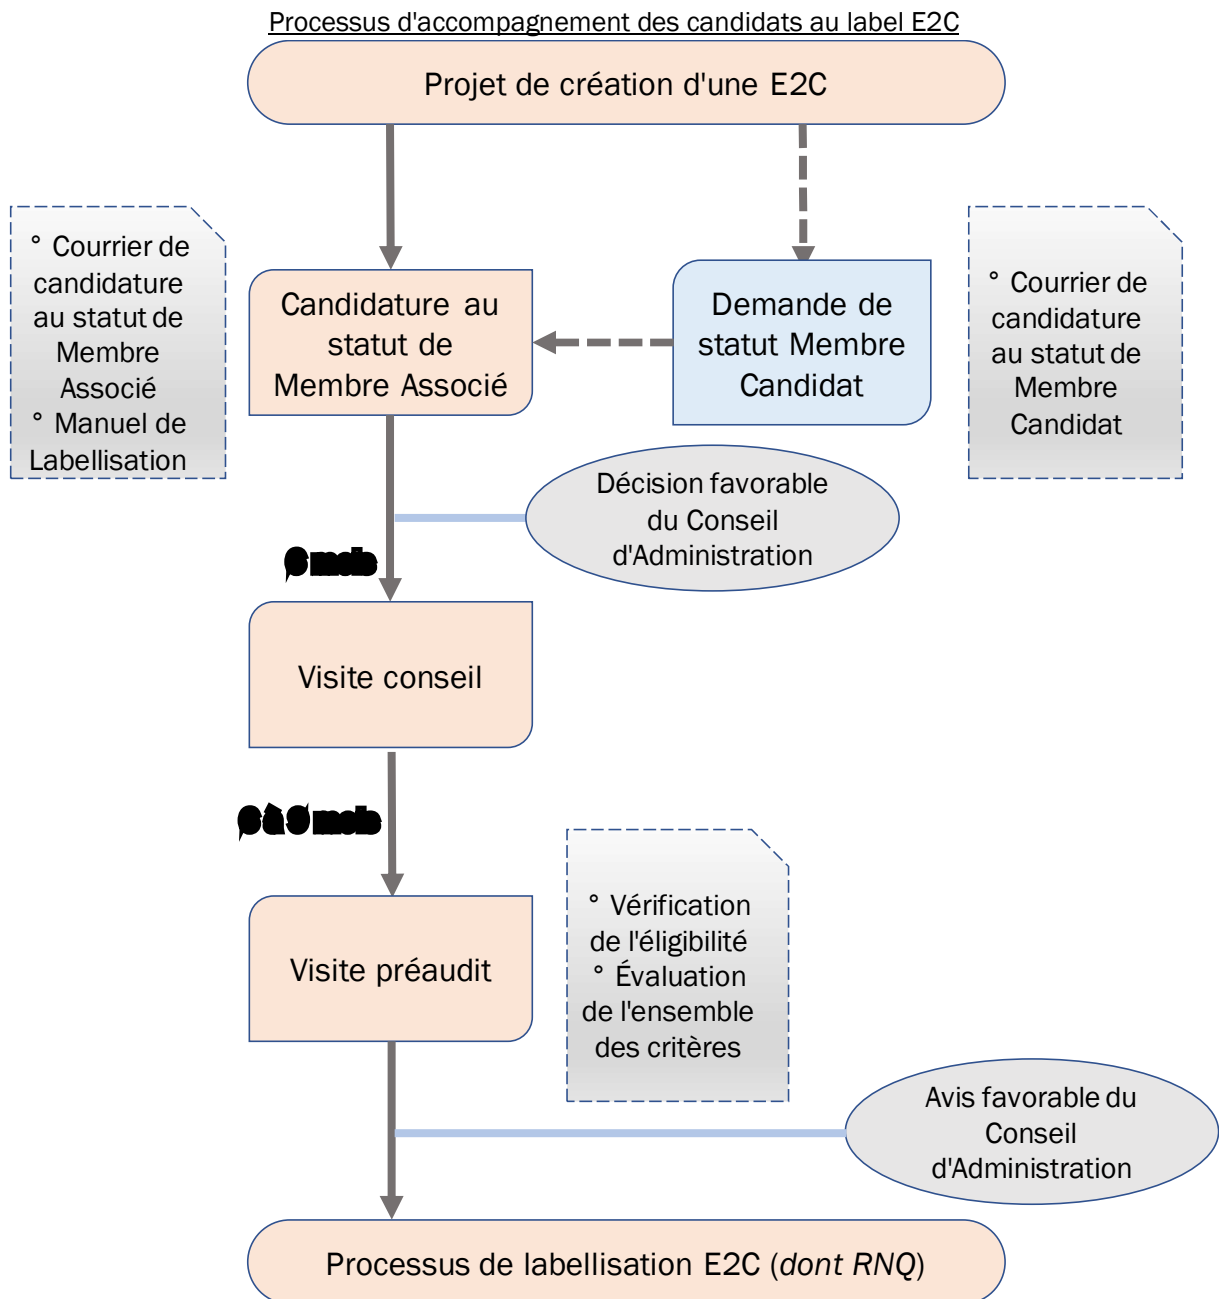 Processus d'accompagnement des candidats au label E2C
Projet de création d'une E2C
° Courrier de
candidature
au statut de
Membre
Associé
° Manuel de
Labellisation
Candidature au
statut de
Membre Associé
Demande de
statut Membre
Candidat
° Courrier de
candidature
au statut de
Membre
Candidat
Décision favorable
du Conseil
d'Administration
mois
Visite conseil
à 9 mois
Visite préaudit
° Vérification
de l'éligibilité
° Évaluation
de l'ensemble
des critères
Avis favorable du
Conseil
d'Administration
Processus de labellisation E2C (dont RNQ)